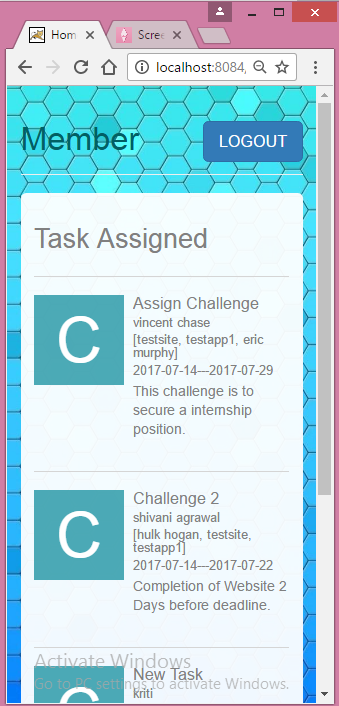 Hom
Scree
localhost:8084,
Member
LOGOUT
Task Assigned
C
Assign Challenge
vincent chase
[testsite, testapp1, eric
murphy]
2017-07-14---2017-07-29
This challenge is to
secure a internship
position.
C
Challenge 2
shivani agrawal
[hulk hogan, testsite,
testapp1]
2017-07-14---2017-07-22
Completion of Website 2
Days before deadline.
C
New Task
kriti
Activate Windows
Go to PC settings to activate Windows.